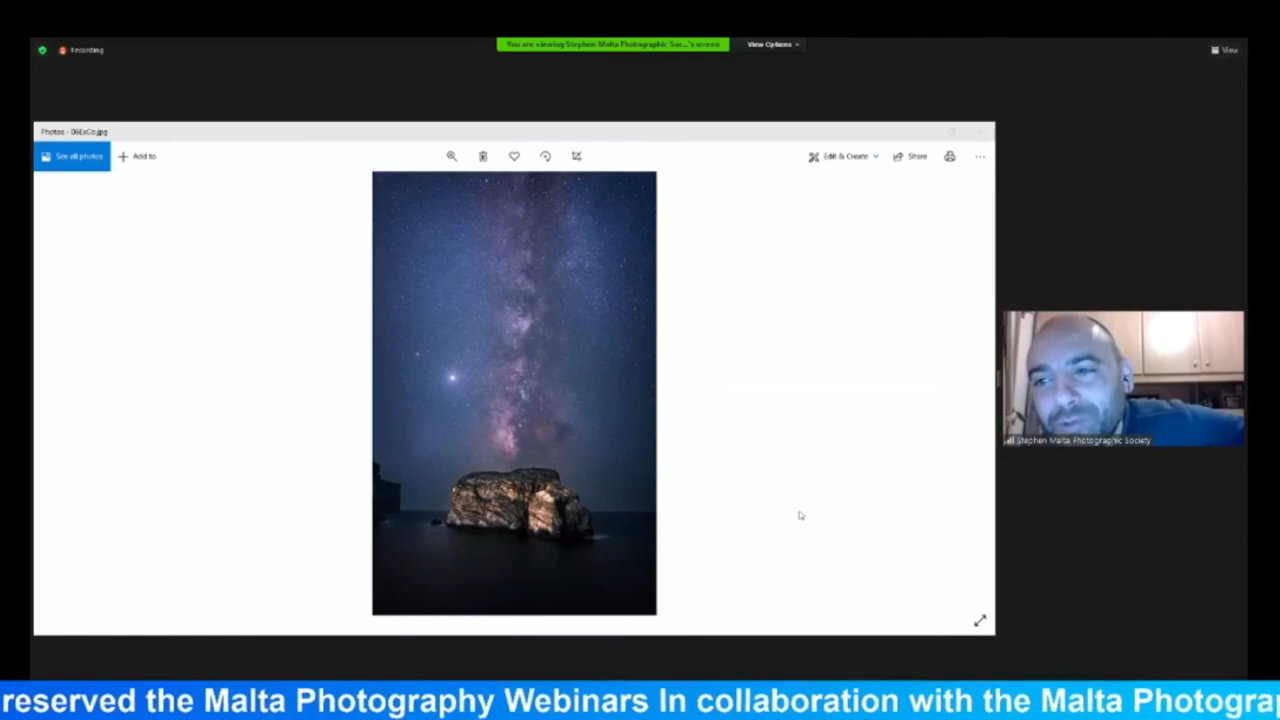 Recording
You are viewing Stephen Malta Photographic Soc...'s screen
View Options
View
Photos - 06ExCo.jpg
See all photos
Add to
Edit & Create
Share
Stephen Malta Photographic Society
reserved the Malta Photography Webinars In collaboration with the Malta Photogra